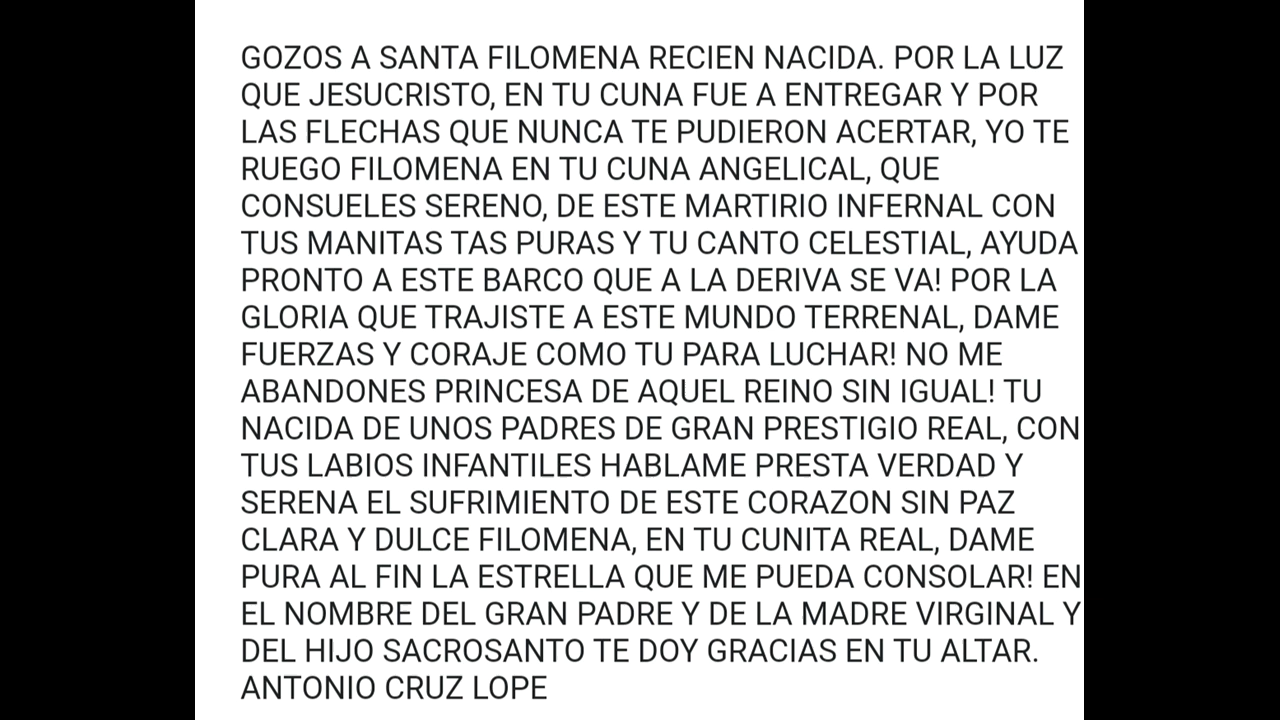 GOZOS A SANTA FILOMENA RECIEN NACIDA. POR LA LUZ
QUE JESUCRISTO, EN TU CUNA FUE A ENTREGAR Y POR
LAS FLECHAS QUE NUNCA TE PUDIERON ACERTAR, YO TE
RUEGO FILOMENA EN TU CUNA ANGELICAL, QUE
CONSUELES SERENO, DE ESTE MARTIRIO INFERNAL CON
TUS MANITAS TAS PURAS Y TU CANTO CELESTIAL, AYUDA
PRONTO A ESTE BARCO QUE A LA DERIVA SE VA! POR LA
GLORIA QUE TRAJISTE A ESTE MUNDO TERRENAL, DAME
FUERZAS Y CORAJE COMO TU PARA LUCHAR! NO ME
ABANDONES PRINCESA DE AQUEL REINO SIN IGUAL! TU
NACIDA DE UNOS PADRES DE GRAN PRESTIGIO REAL, CON
TUS LABIOS INFANTILES HABLAME PRESTA VERDAD Y
SERENA EL SUFRIMIENTO DE ESTE CORAZON SIN PAZ
CLARA Y DULCE FILOMENA, EN TU CUNITA REAL, DAME
PURA AL FIN LA ESTRELLA QUE ME PUEDA CONSOLAR! EN
EL NOMBRE DEL GRAN PADRE Y DE LA MADRE VIRGINAL Y
DEL HIJO SACROSANTO TE DOY GRACIAS EN TU ALTAR.
ANTONIO CRUZ LOPE